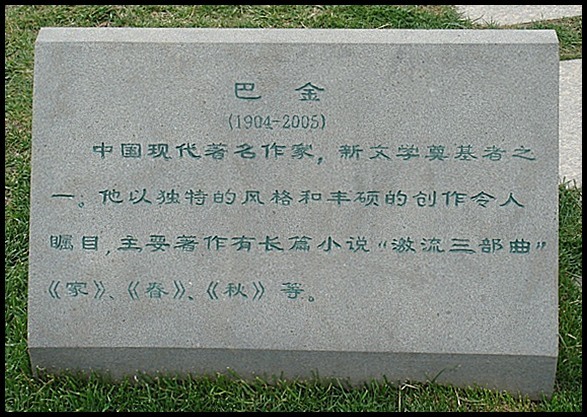 巴金
(1904-2005)
中国现代著名作家，新文学奠基者之
一。他以独特的风格和丰硕的创作令人
瞩目，主要著作有长篇小说“激流三部曲”
《家》、《春》、《秋》等。